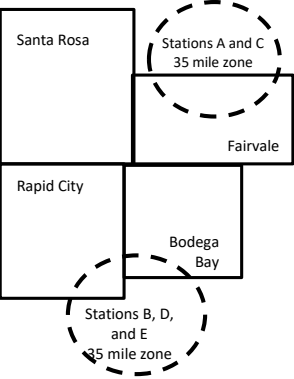 Santa Rosa
Stations A and C
35 mile zone
Fairvale
Rapid City
Bodega
Bay
Stations B, D,
and E
35 mile zone